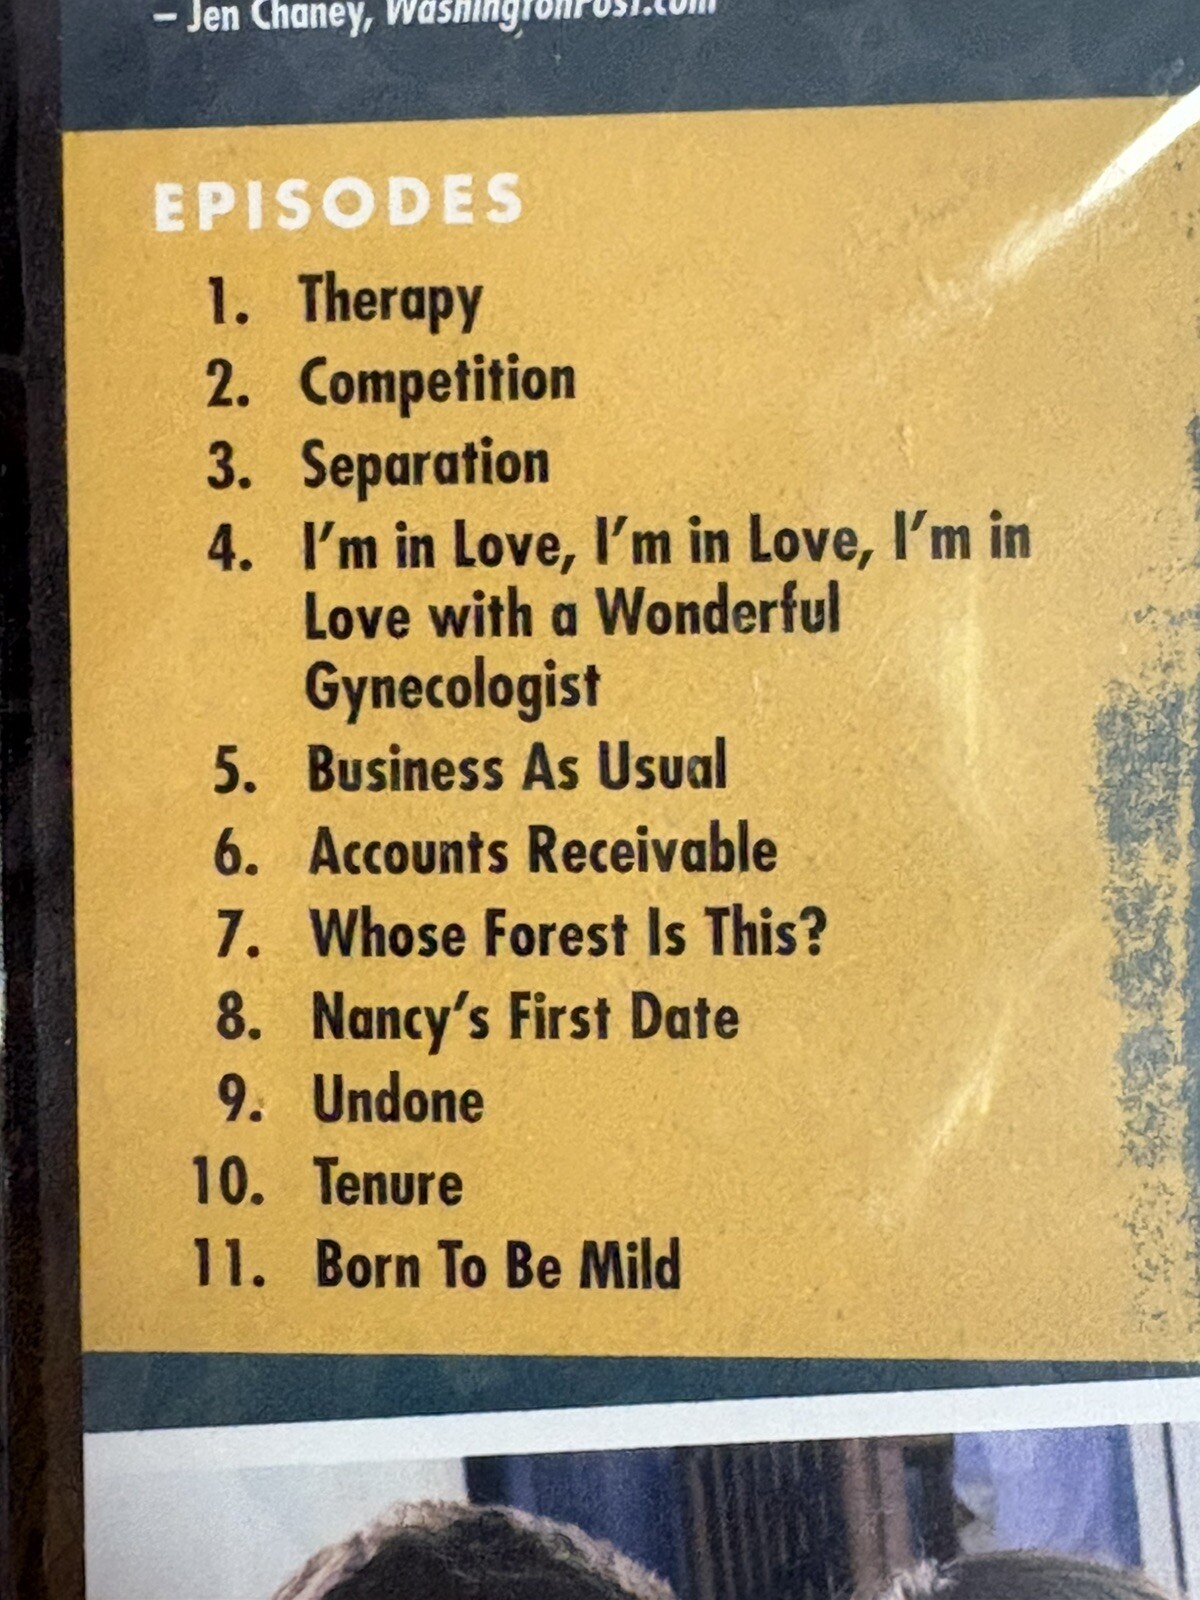 – Jen Chaney, WashingtonPost.com
EPISODES
1. Therapy
2. Competition
3. Separation
4. I'm in Love, I'm in Love, I'm in
Love with a Wonderful
Gynecologist
5. Business As Usual
6. Accounts Receivable
7. Whose Forest Is This?
8. Nancy's First Date
9. Undone
10. Tenure
11. Born To Be Mild